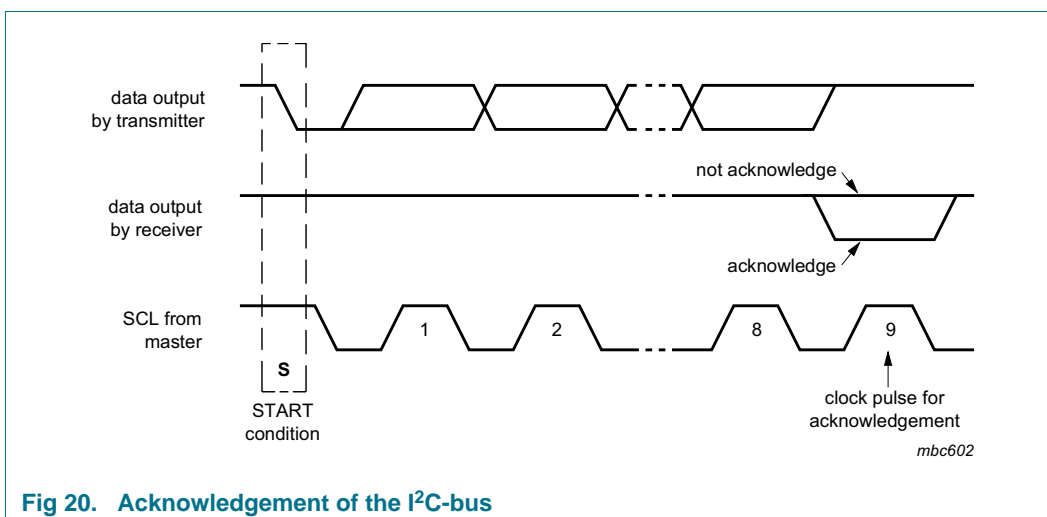 data output
by transmitter
not acknowledge
data output
by receiver
acknowledge
SCL from
master
1
2
8
9
S
START
condition
clock pulse for
acknowledgement
mbc602
Fig 20. Acknowledgement of the I²C-bus